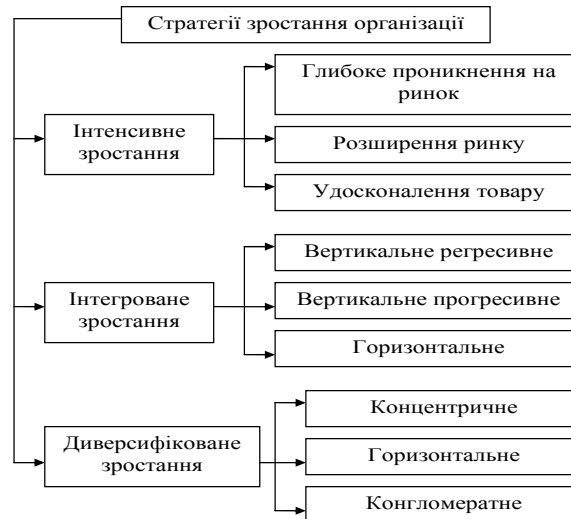 Стратегії зростання організації
Інтенсивне
зростання
Глибоке проникнення на
ринок
Розширення ринку
Удосконалення товару
Інтегроване
зростання
Вертикальне регресивне
Вертикальне прогресивне
Горизонтальне
Диверсифіковане
зростання
Концентричне
Горизонтальне
Конгломератне